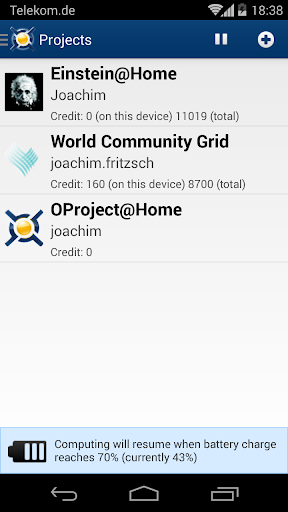 Telekom.de 18:38
Projects
Einstein@Home
Joachim
Credit: 0 (on this device) 11019 (total)
World Community Grid
joachim.fritzsch
Credit: 160 (on this device) 8700 (total)
OProject@Home
joachim
Credit: 0
Computing will resume when battery charge
reaches 70% (currently 43%)